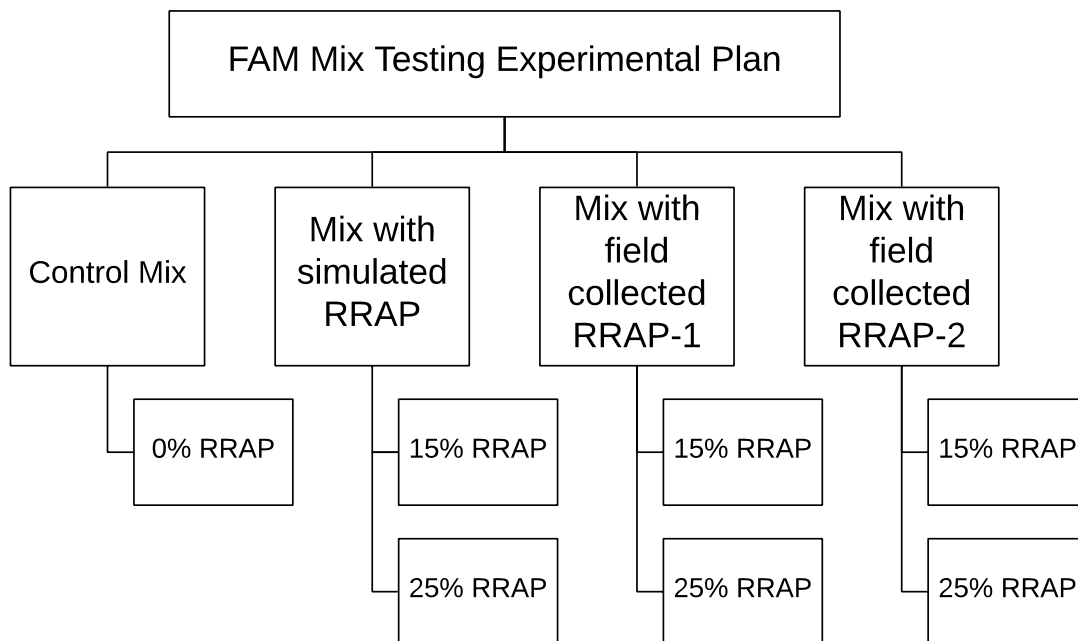 FAM Mix Testing Experimental Plan
Control Mix
Mix with
simulated
RRAP
Mix with
field
collected
RRAP-1
Mix with
field
collected
RRAP-2
0% RRAP
15% RRAP
15% RRAP
15% RRAP
25% RRAP
25% RRAP
25% RRAP